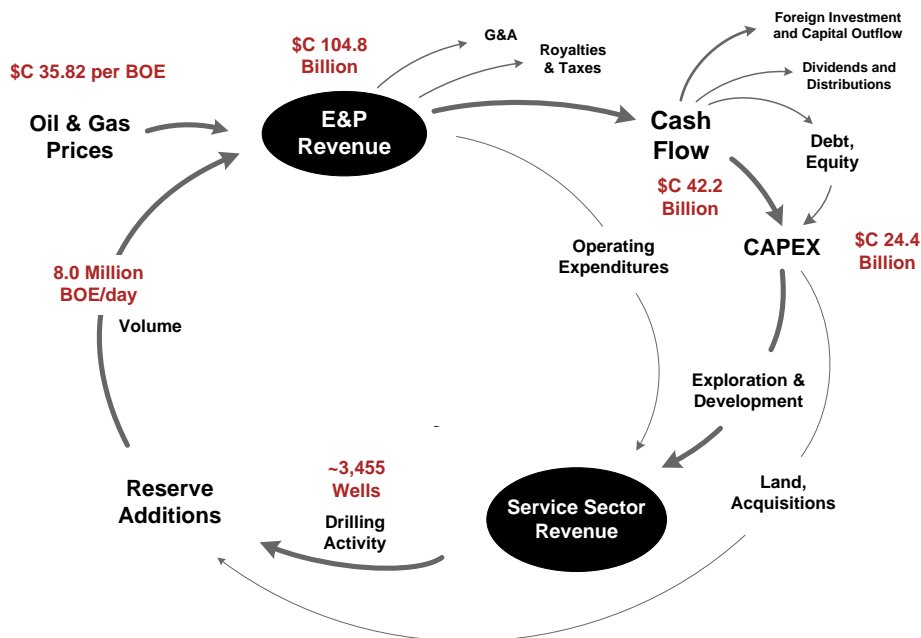 Foreign Investment
and Capital Outflow
G&A
$C 104.8
Billion
Royalties
& Taxes
$C 35.82 per BOE
Dividends and
Distributions
Oil & Gas
Prices
E&P
Revenue
Cash
Flow
Debt,
Equity
$C 42.2
Billion
CAPEX
$C 24.4
Billion
Operating
Expenditures
8.0 Million
BOE/day
Volume
Exploration &
Development
Reserve
Additions
~3,455
Wells
Drilling
Activity
Service Sector
Revenue
Land,
Acquisitions